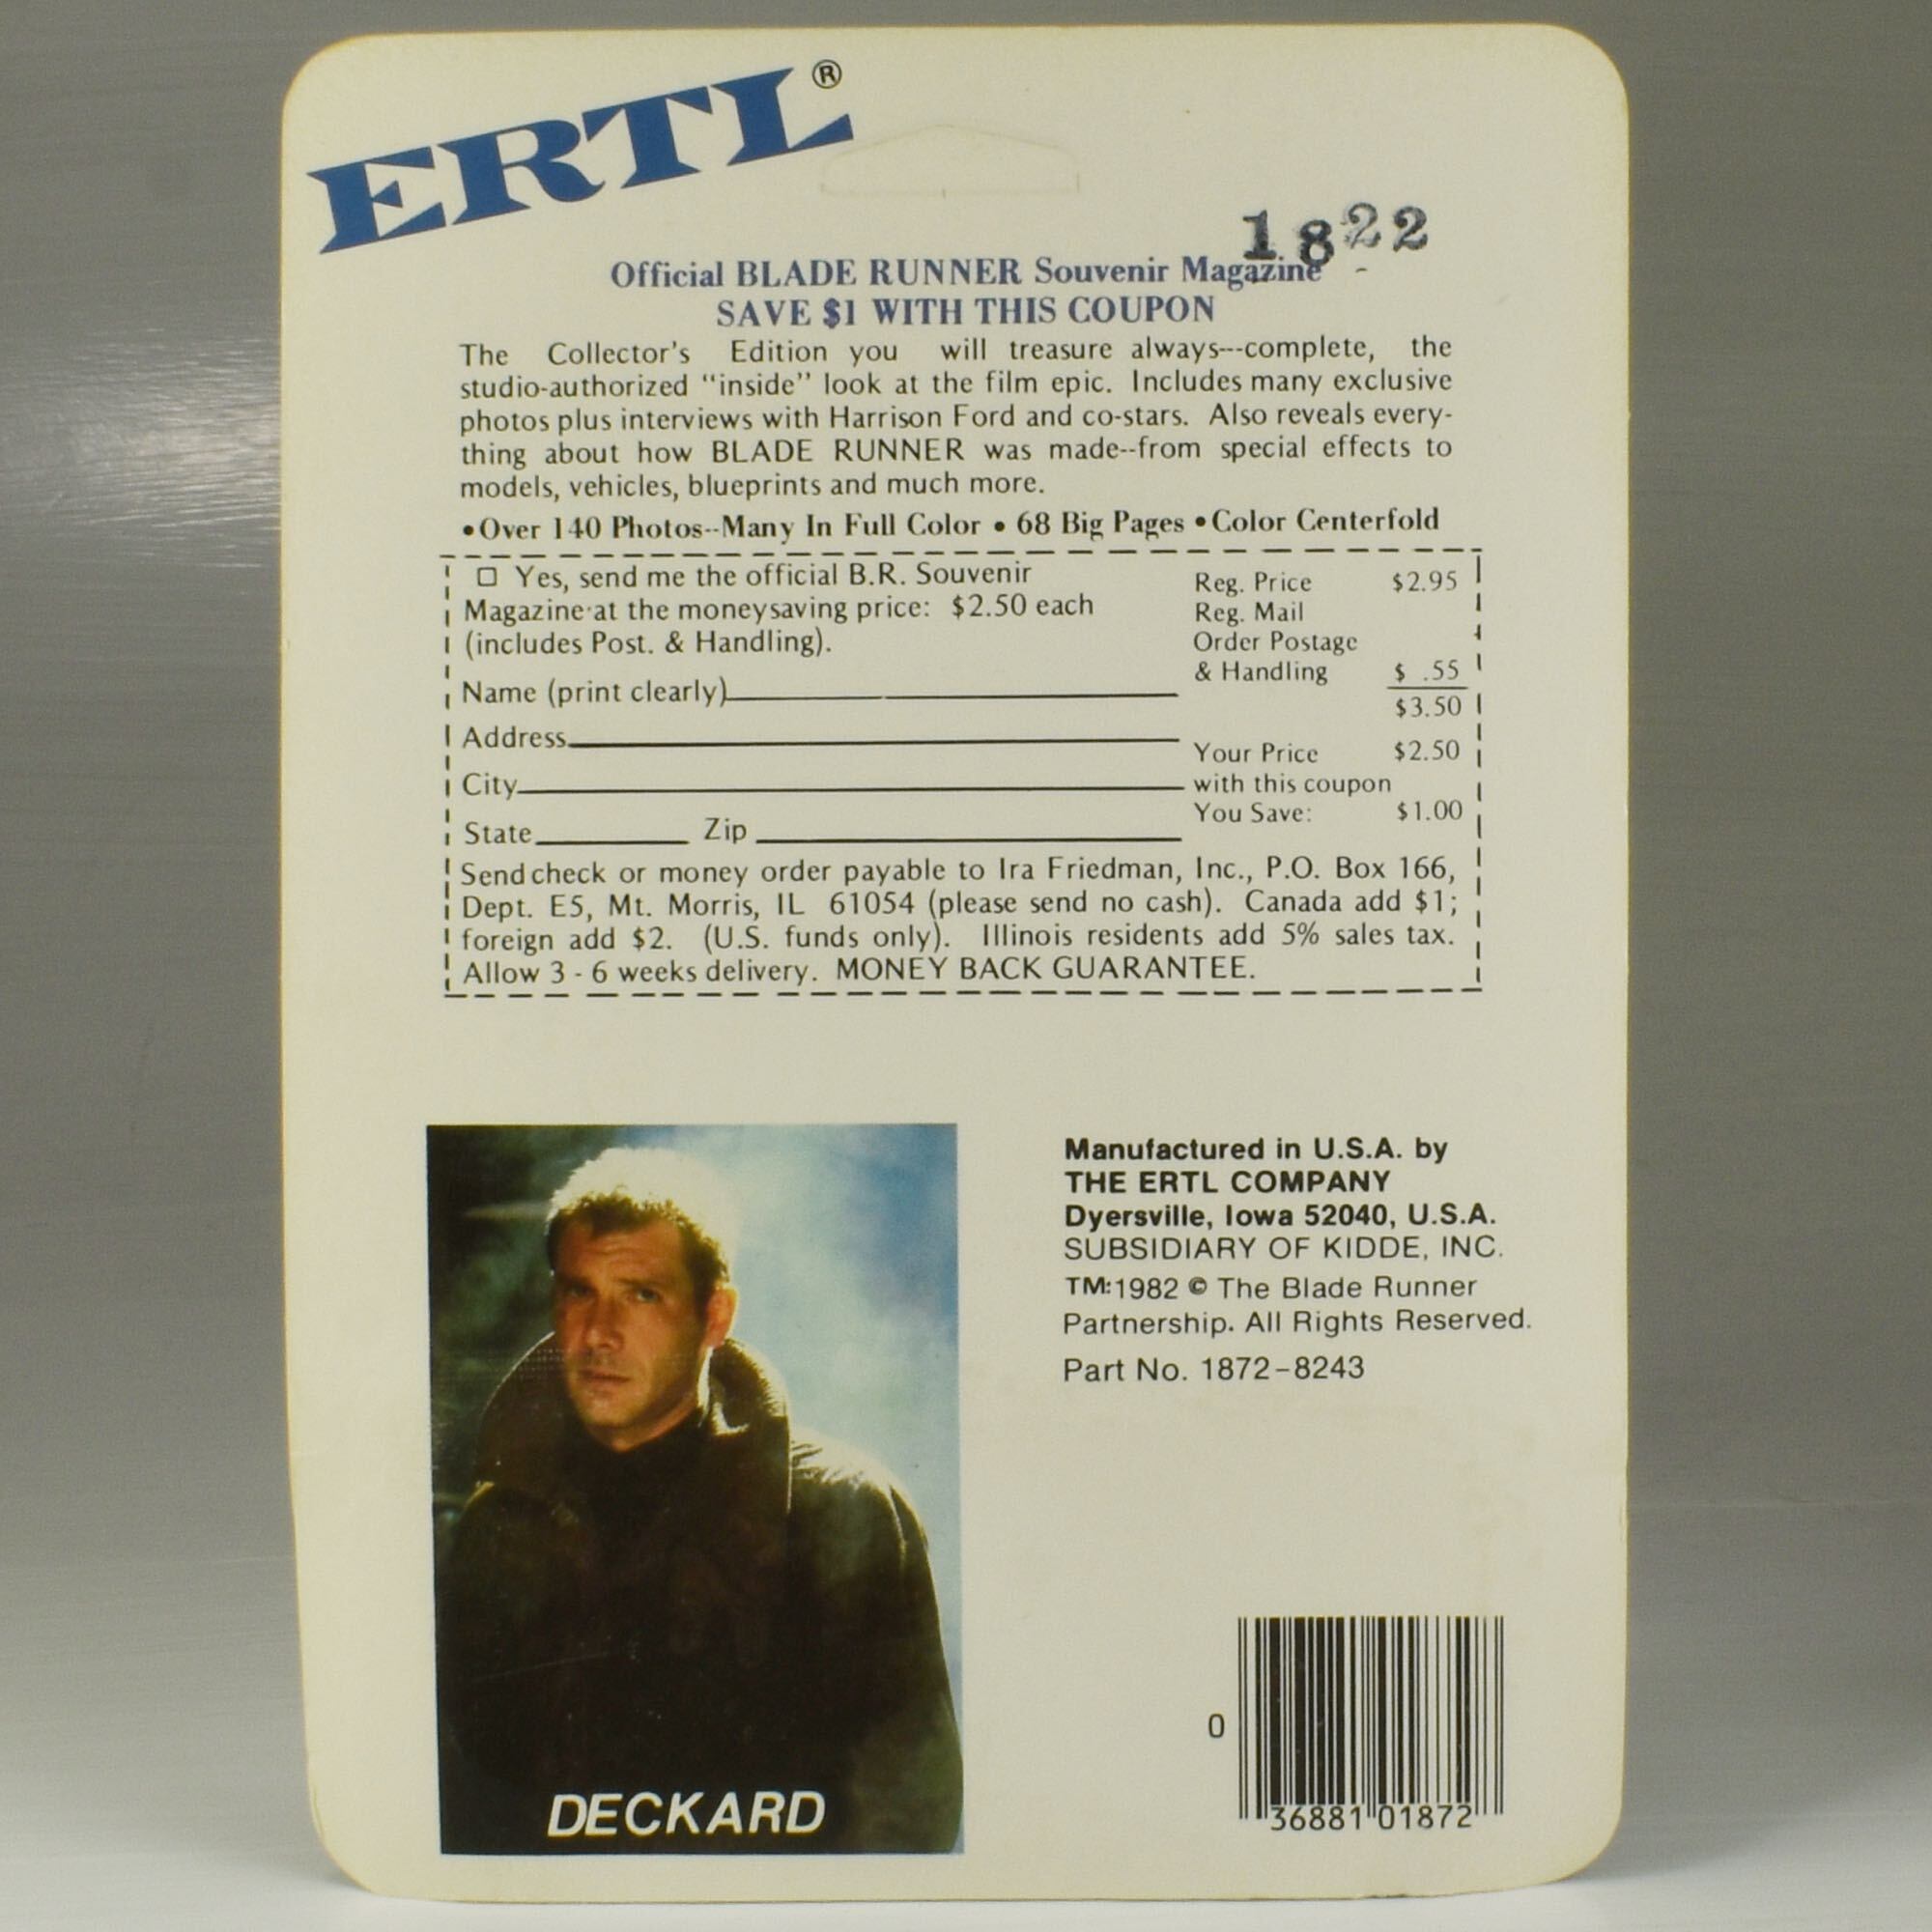 ERTL®
1822
Official BLADE RUNNER Souvenir Magazine
SAVE $1 WITH THIS COUPON
The Collector's Edition you will treasure always---complete, the
studio-authorized “inside” look at the film epic. Includes many exclusive
photos plus interviews with Harrison Ford and co-stars. Also reveals every-
thing about how BLADE RUNNER was made--from special effects to
models, vehicles, blueprints and much more.
•Over 140 Photos--Many In Full Color • 68 Big Pages •Color Centerfold
☐ Yes, send me the official B.R. Souvenir
Magazine at the moneysaving price: $2.50 each
(includes Post. & Handling).
Name (print clearly)
Address
City
State Zip
Reg. Price $2.95
Reg. Mail
Order Postage
& Handling $ .55
$3.50
Your Price $2.50
with this coupon
You Save: $1.00
Send check or money order payable to Ira Friedman, Inc., P.O. Box 166,
Dept. E5, Mt. Morris, IL 61054 (please send no cash). Canada add $1;
foreign add $2. (U.S. funds only). Illinois residents add 5% sales tax.
Allow 3 - 6 weeks delivery. MONEY BACK GUARANTEE.
DECKARD
Manufactured in U.S.A. by
THE ERTL COMPANY
Dyersville, Iowa 52040, U.S.A.
SUBSIDIARY OF KIDDE, INC.
TM:1982 © The Blade Runner
Partnership. All Rights Reserved.
Part No. 1872-8243
0 36881 01872